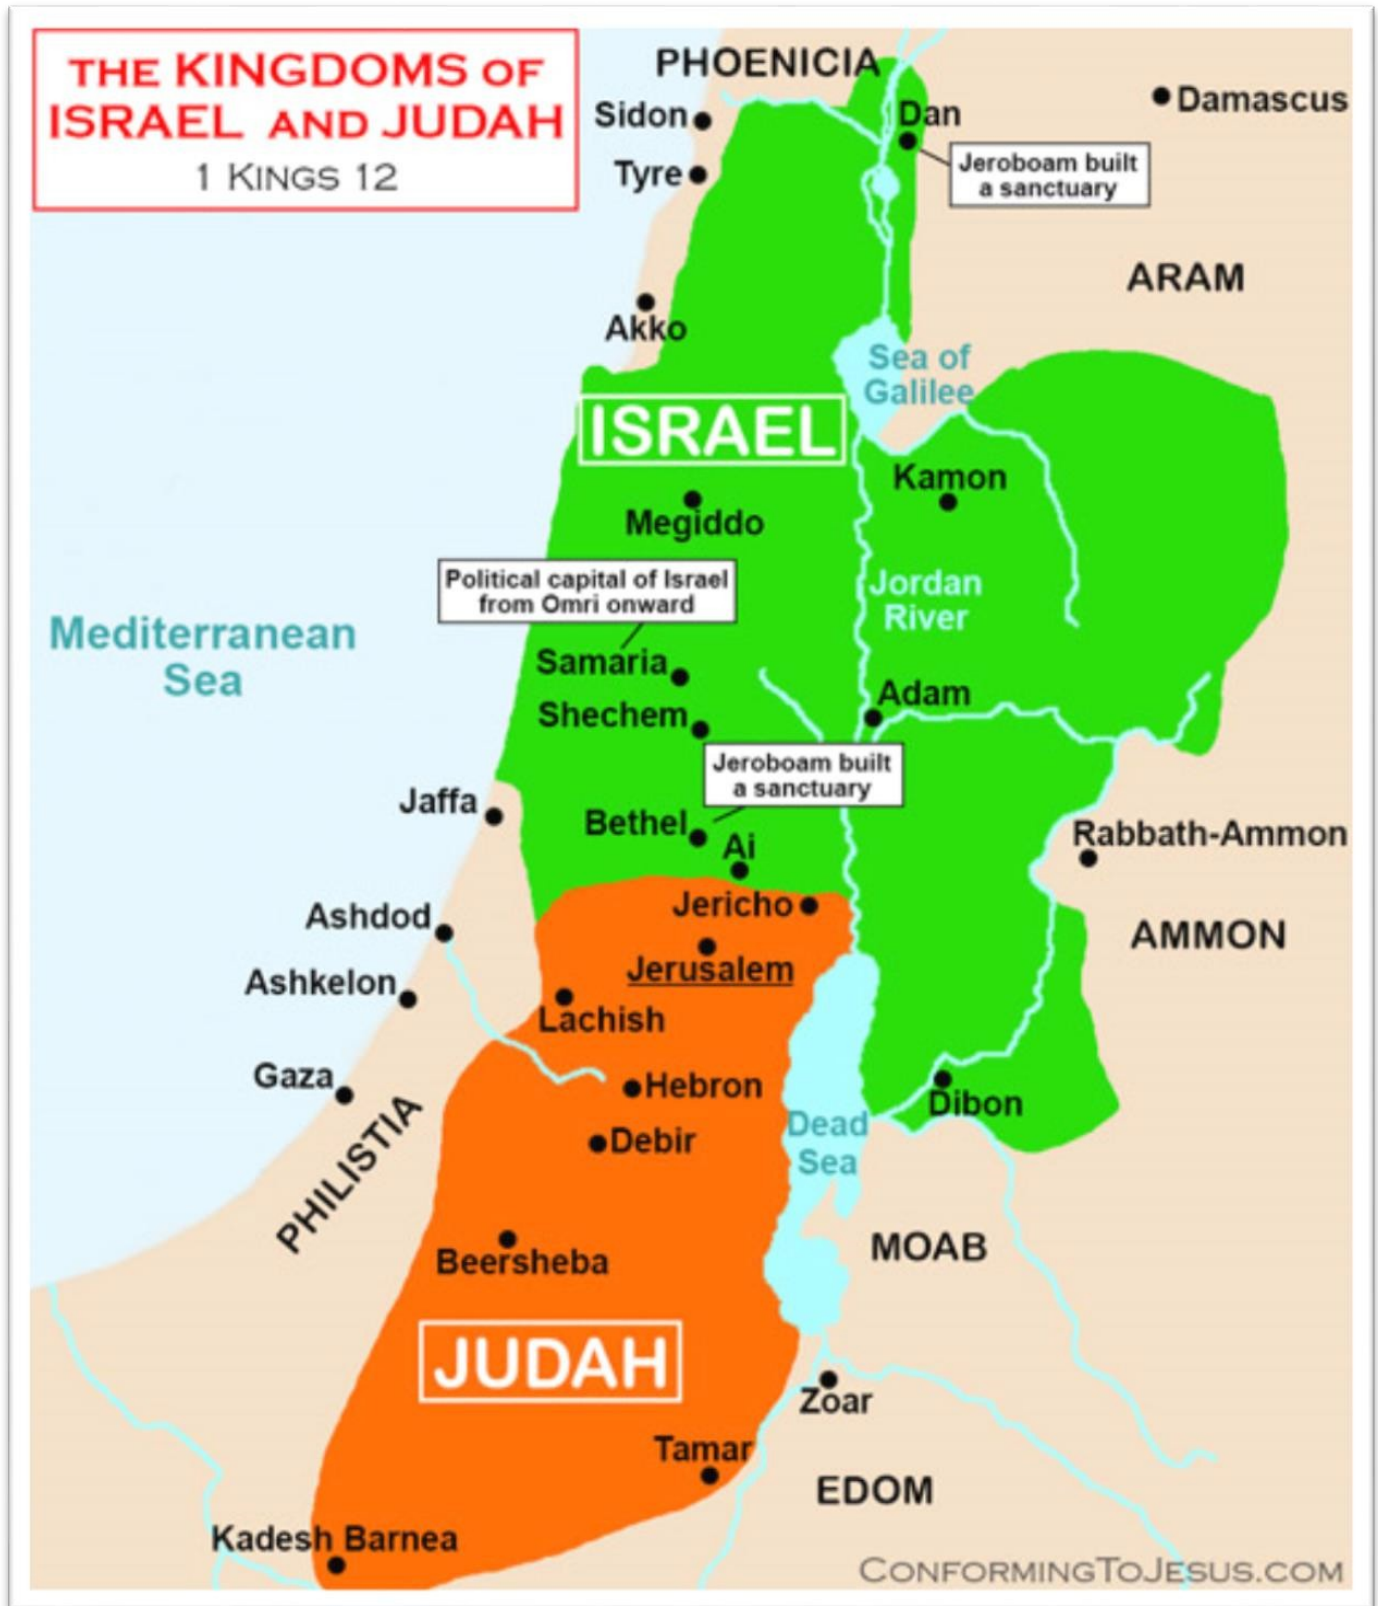 THE KINGDOMS OF
ISRAEL AND JUDAH
1 KINGS 12
PHOENICIA
Sidon
Dan
Damascus
Tyre
Jeroboam built
a sanctuary
ARAM
Akko
Sea of
Galilee
ISRAEL
Kamon
Megiddo
Political capital of Israel
from Omri onward
Jordan
River
Mediterranean
Sea
Samaria
Adam
Shechem
Jeroboam built
a sanctuary
Jaffa
Bethel
Ai
Rabbath-Ammon
Jericho
Ashdod
AMMON
Jerusalem
Ashkelon
Lachish
Gaza
Hebron
Dibon
PHILISTIA
Dead
Sea
Debir
MOAB
Beersheba
JUDAH
Zoar
Tamar
EDOM
Kadesh Barnea
CONFORMINGTOJESUS.COM